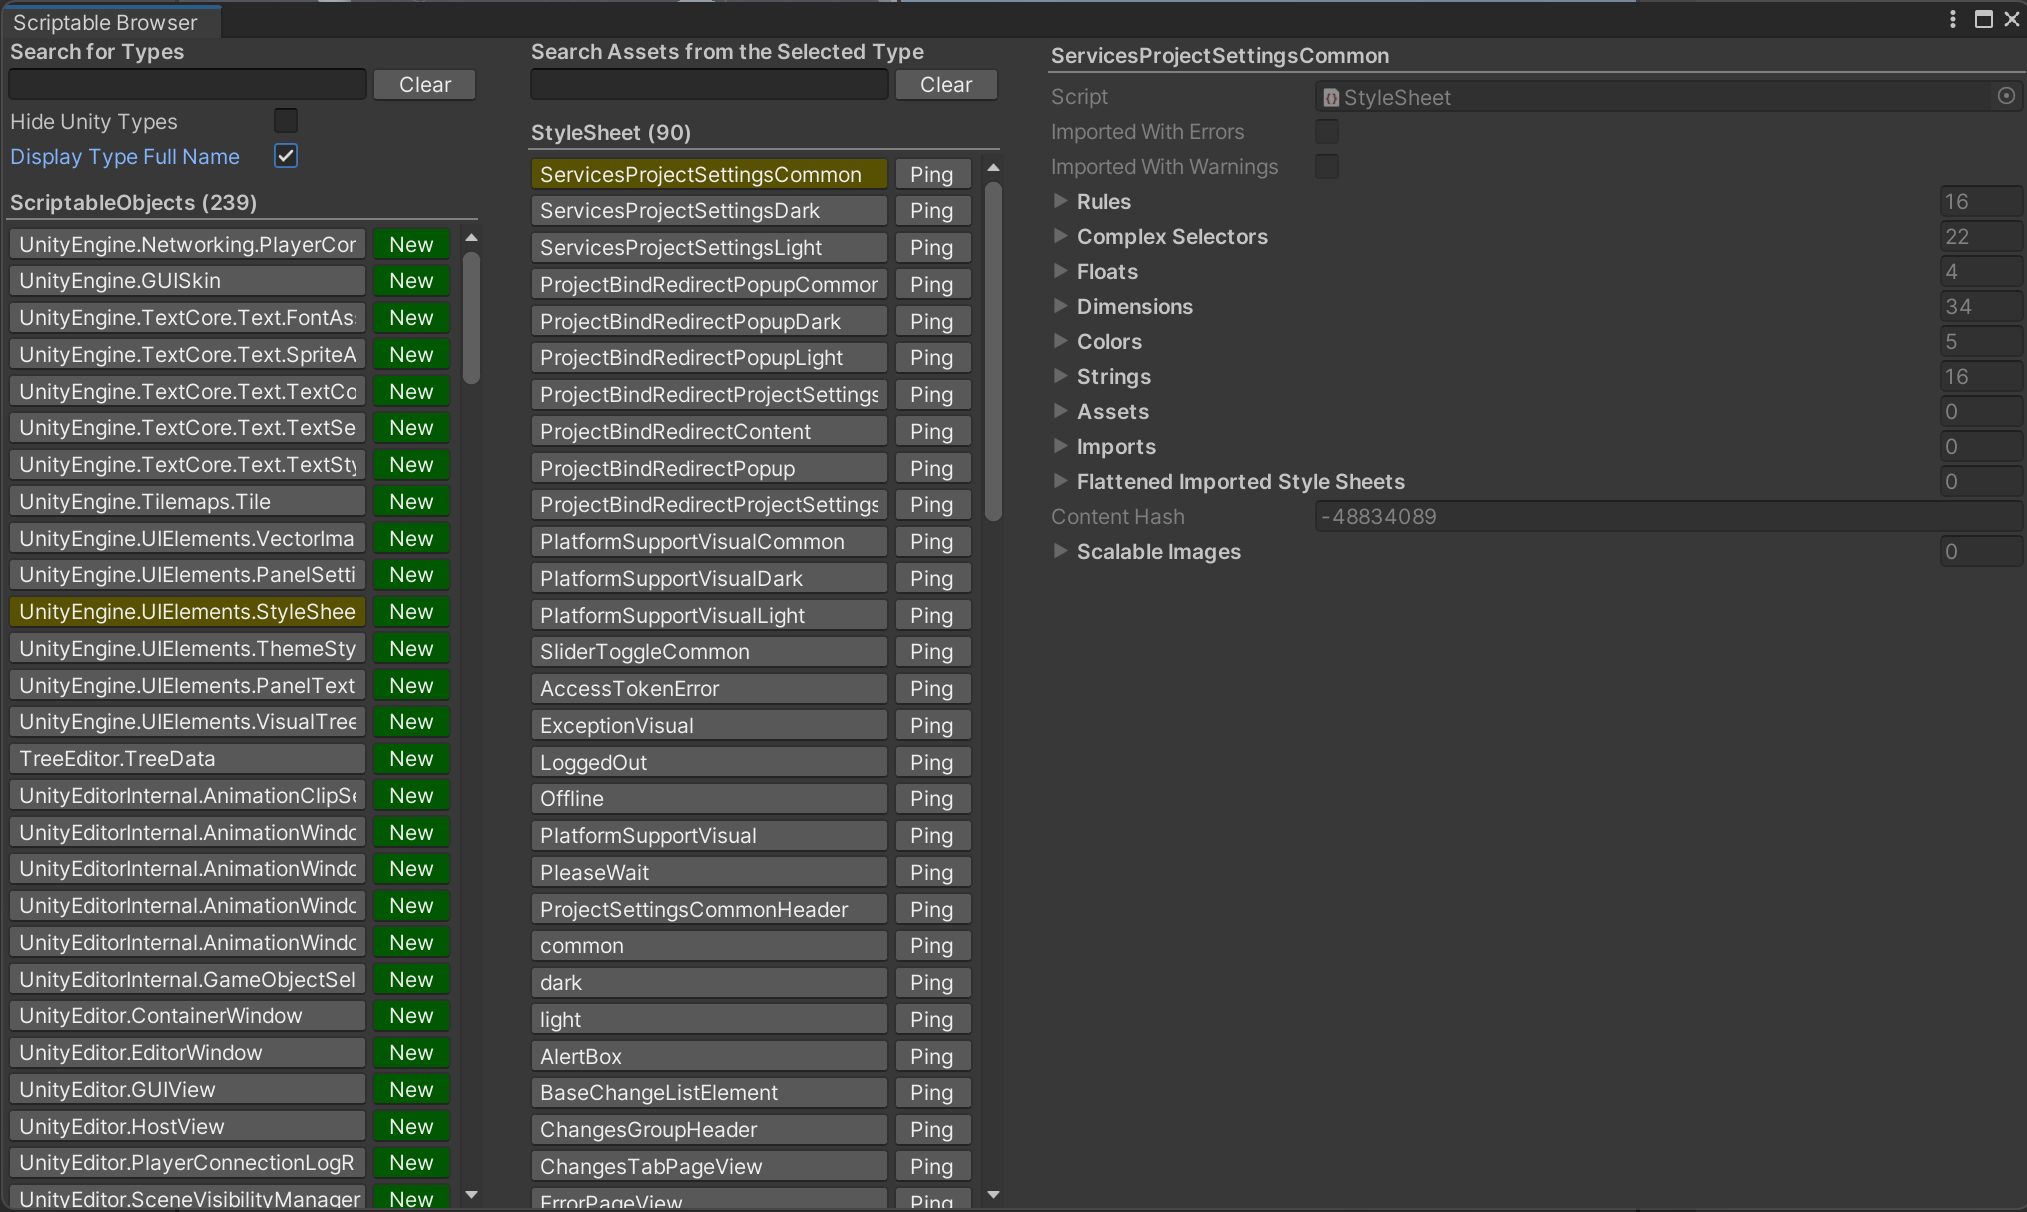 Scriptable Browser
Search for Types
Clear
Hide Unity Types
Display Type Full Name
ScriptableObjects (239)
UnityEngine.Networking.PlayerCor New
UnityEngine.GUISkin New
UnityEngine.TextCore.Text.FontAs New
UnityEngine.TextCore.Text.SpriteA New
UnityEngine.TextCore.Text.TextCo New
UnityEngine.TextCore.Text.TextSe New
UnityEngine.TextCore.Text.TextSty New
UnityEngine.Tilemaps.Tile New
UnityEngine.UIElements.VectorIma New
UnityEngine.UIElements.PanelSetti New
UnityEngine.UIElements.StyleShee New
UnityEngine.UIElements.ThemeSty New
UnityEngine.UIElements.PanelText New
UnityEngine.UIElements.VisualTree New
TreeEditor.TreeData New
UnityEditorInternal.AnimationClipSe New
UnityEditorInternal.AnimationWindo New
UnityEditorInternal.AnimationWindo New
UnityEditorInternal.AnimationWindo New
UnityEditorInternal.AnimationWindo New
UnityEditorInternal.GameObjectSel New
UnityEditor.ContainerWindow New
UnityEditor.EditorWindow New
UnityEditor.GUIView New
UnityEditor.HostView New
UnityEditor.PlayerConnectionLogR New
UnityEditor.SceneVisibilityManager New
Search Assets from the Selected Type
Clear
StyleSheet (90)
ServicesProjectSettingsCommon Ping
ServicesProjectSettingsDark Ping
ServicesProjectSettingsLight Ping
ProjectBindRedirectPopupCommor Ping
ProjectBindRedirectPopupDark Ping
ProjectBindRedirectPopupLight Ping
ProjectBindRedirectProjectSettings Ping
ProjectBindRedirectContent Ping
ProjectBindRedirectPopup Ping
ProjectBindRedirectProjectSettings Ping
PlatformSupportVisualCommon Ping
PlatformSupportVisualDark Ping
PlatformSupportVisualLight Ping
SliderToggleCommon Ping
AccessTokenError Ping
ExceptionVisual Ping
LoggedOut Ping
Offline Ping
PlatformSupportVisual Ping
PleaseWait Ping
ProjectSettingsCommonHeader Ping
common Ping
dark Ping
light Ping
AlertBox Ping
BaseChangeListElement Ping
ChangesGroupHeader Ping
ChangesTabPageView Ping
ErrorPageView Ping
ServicesProjectSettingsCommon
Script StyleSheet
Imported With Errors
Imported With Warnings
Rules 16
Complex Selectors 22
Floats 4
Dimensions 34
Colors 5
Strings 16
Assets 0
Imports 0
Flattened Imported Style Sheets 0
Content Hash -48834089
Scalable Images 0